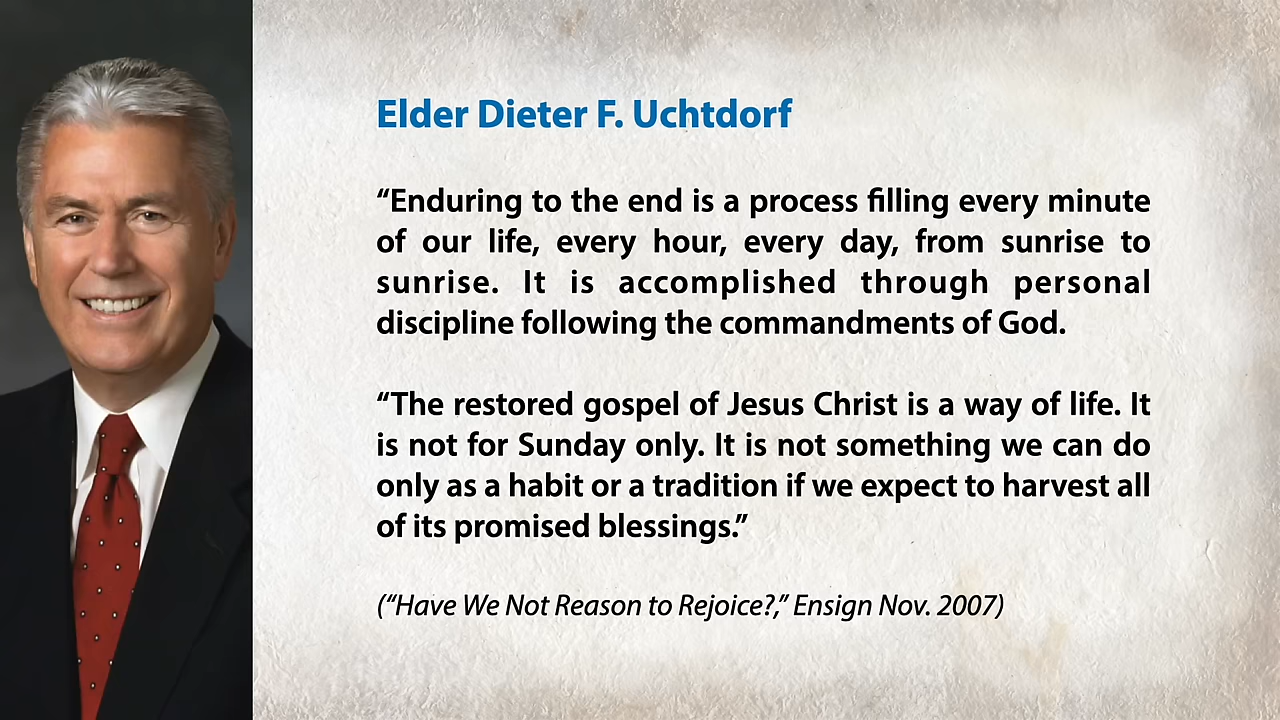 Elder Dieter F. Uchtdorf
“Enduring to the end is a process filling every minute
of our life, every hour, every day, from sunrise to
sunrise. It is accomplished through personal
discipline following the commandments of God.
“The restored gospel of Jesus Christ is a way of life. It
is not for Sunday only. It is not something we can do
only as a habit or a tradition if we expect to harvest all
of its promised blessings.”
(“Have We Not Reason to Rejoice?,” Ensign Nov. 2007)